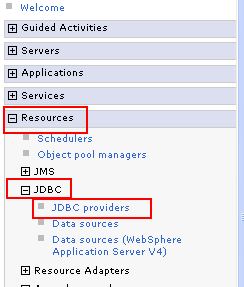 Welcome
Guided Activities
Servers
Applications
Services
Resources
Schedulers
Object pool managers
JMS
JDBC
JDBC providers
Data sources
Data sources (WebSphere
Application Server V4)
Resource Adapters